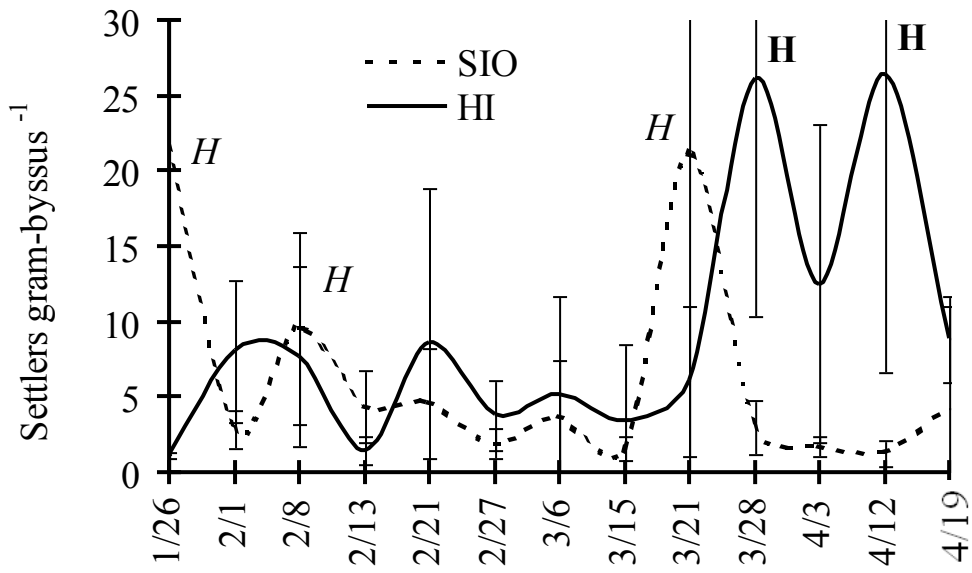 Settlers gram-byssus⁻¹
30
25
20
15
10
5
0
SIO
HI
H
H
H
H
H
1/26
2/1
2/8
2/13
2/21
2/27
3/6
3/15
3/21
3/28
4/3
4/12
4/19